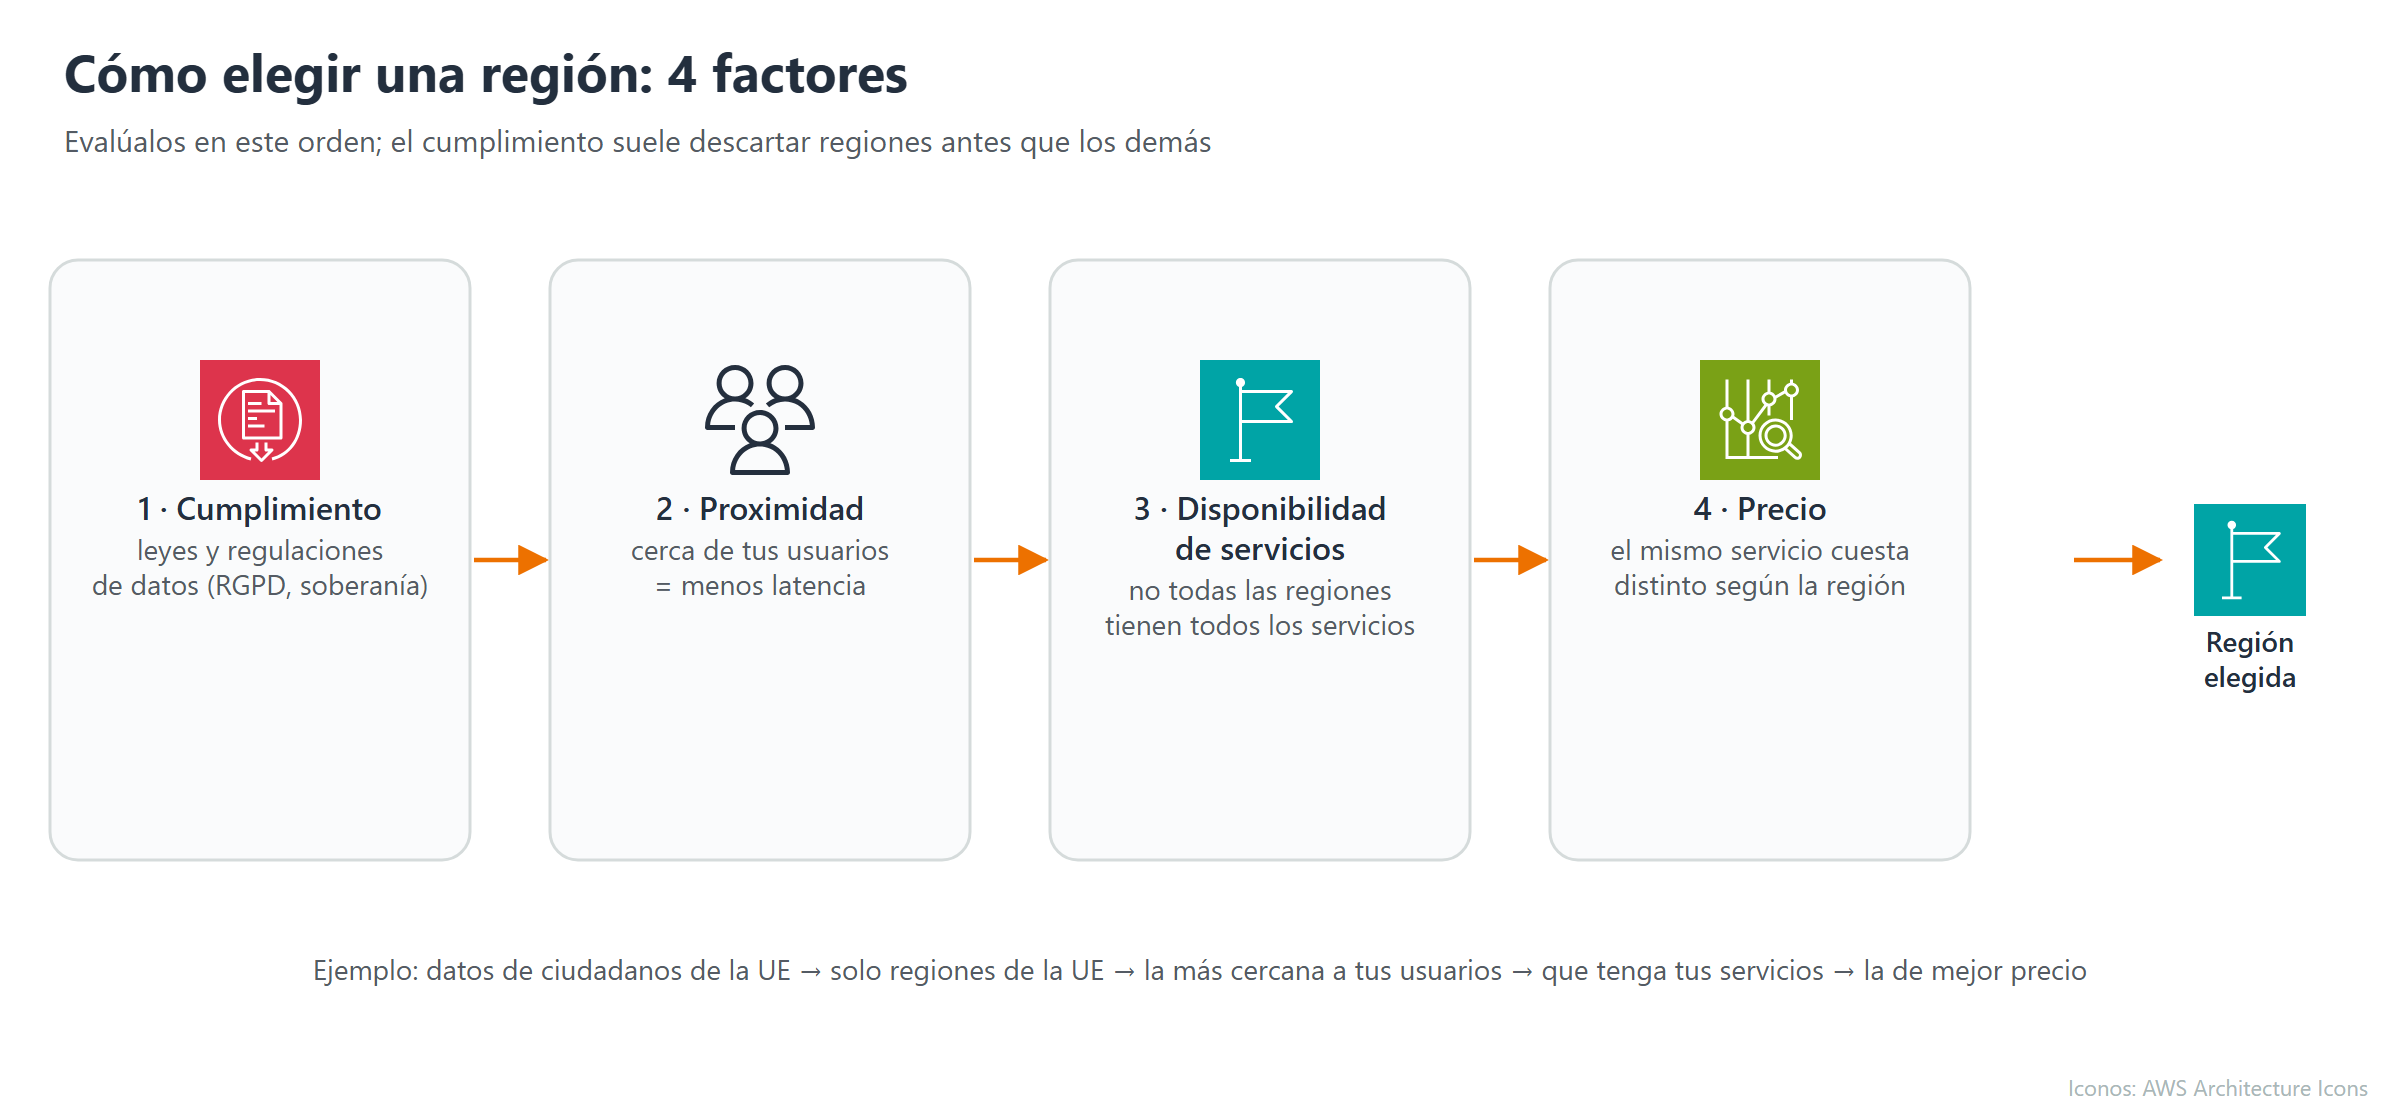 Cómo elegir una región: 4 factores
Evalúalos en este orden; el cumplimiento suele descartar regiones antes que los demás
1 · Cumplimiento
leyes y regulaciones
de datos (RGPD, soberanía)
2 · Proximidad
cerca de tus usuarios
= menos latencia
3 · Disponibilidad
de servicios
no todas las regiones
tienen todos los servicios
4 · Precio
el mismo servicio cuesta
distinto según la región
Región
elegida
Ejemplo: datos de ciudadanos de la UE → solo regiones de la UE → la más cercana a tus usuarios → que tenga tus servicios → la de mejor precio
Iconos: AWS Architecture Icons